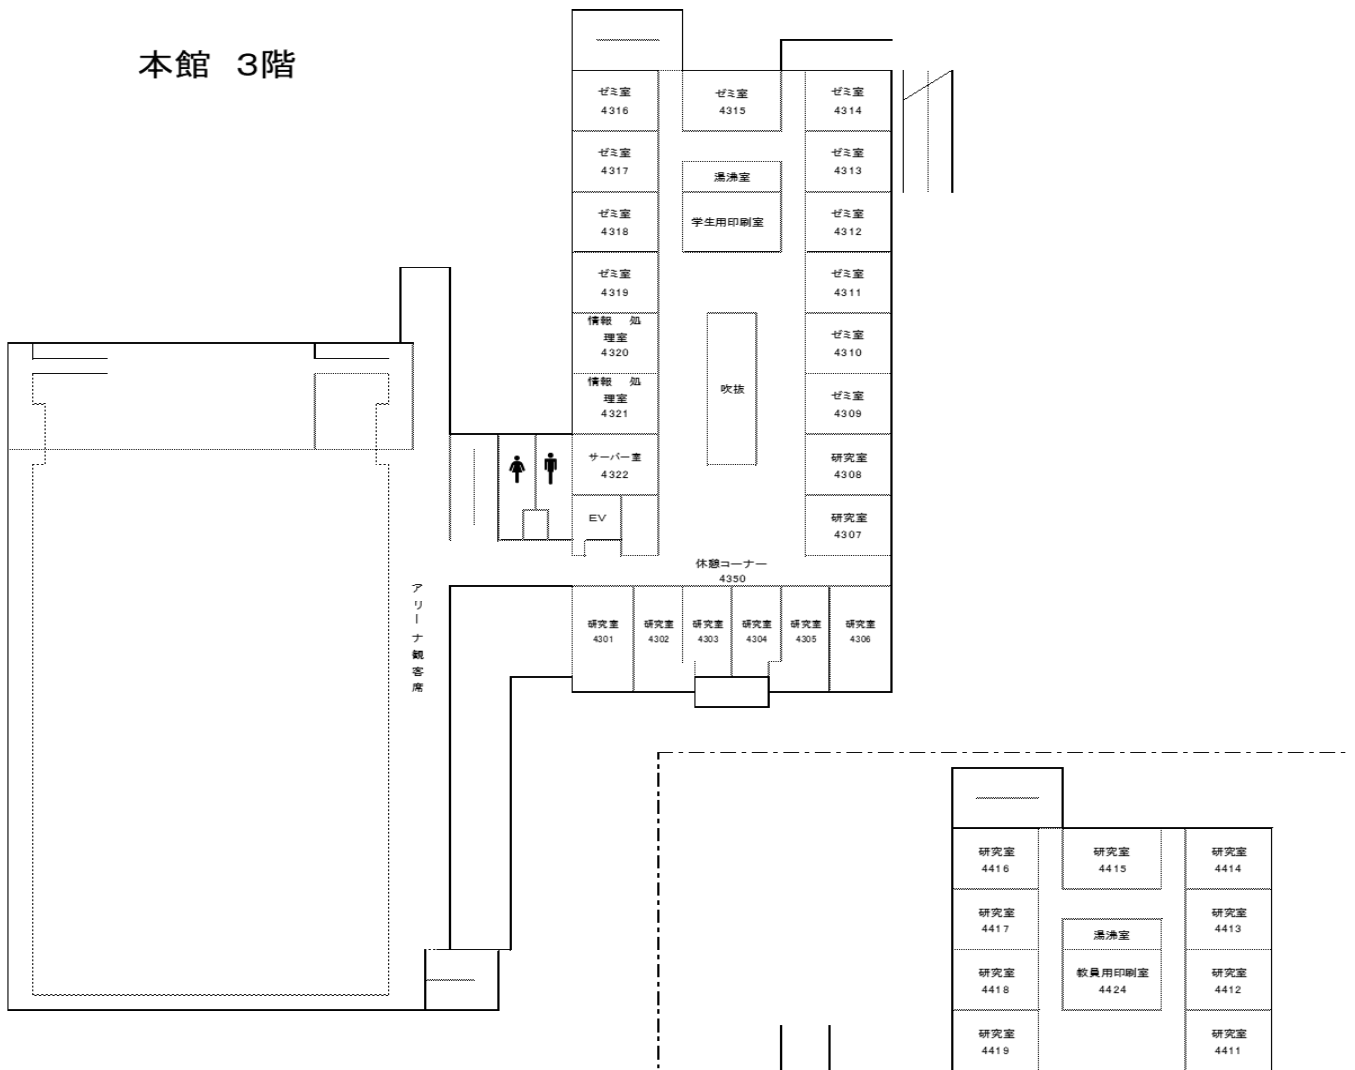 本館 3階
ゼミ室
4316
ゼミ室
4315
ゼミ室
4314
ゼミ室
4317
湯沸室
ゼミ室
4313
ゼミ室
4318
学生用印刷室
ゼミ室
4312
ゼミ室
4319
ゼミ室
4311
情報 処
理室
4320
ゼミ室
4310
情報 処
理室
4321
吹抜
ゼミ室
4309
サーバー室
4322
研究室
4308
EV
研究室
4307
休憩コーナー
4350
アリーナ観客席
研究室
4301
研究室
4302
研究室
4303
研究室
4304
研究室
4305
研究室
4306
研究室
4416
研究室
4415
研究室
4414
研究室
4417
湯沸室
研究室
4413
研究室
4418
教員用印刷室
4424
研究室
4412
研究室
4419
研究室
4411